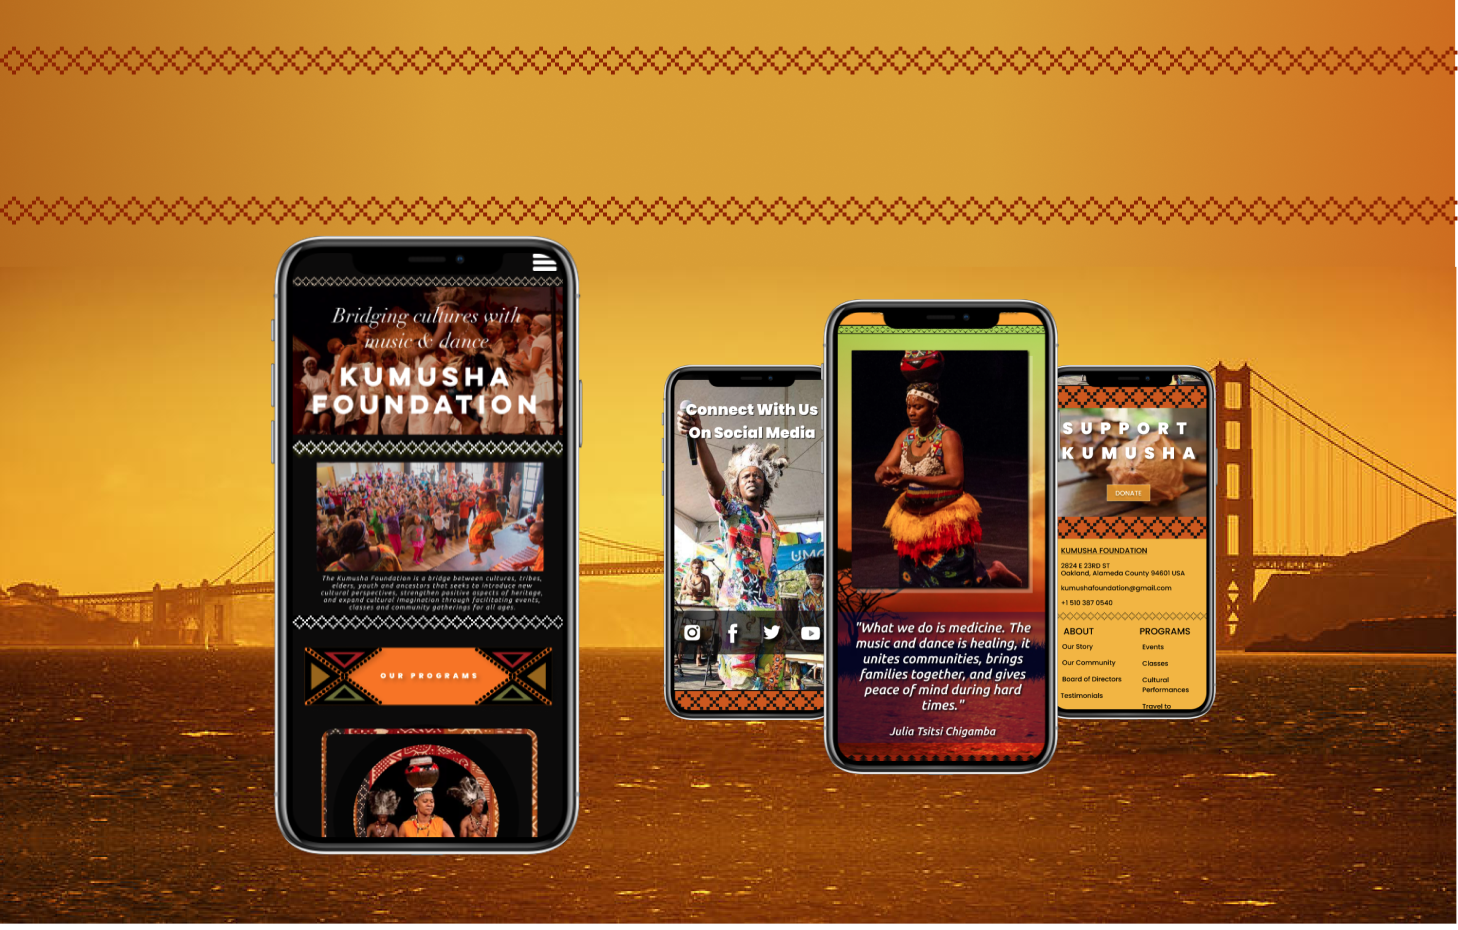 Bridging cultures with
music & dance
KUMUSHA
FOUNDATION
The Kumusha Foundation is a bridge between cultures, tribes,
elders, youth and ancestors that seeks to introduce new
cultural perspectives, strengthen positive aspects of heritage,
and expand cultural imagination through facilitating events,
classes and community gatherings for all ages.
OUR PROGRAMS
Connect With Us
On Social Media
UMO
"What we do is medicine. The
music and dance is healing, it
unites communities, brings
families together, and gives
peace of mind during hard
times."
Julia Tsitsi Chigamba
SUPPORT
KUMUSHA
DONATE
KUMUSHA FOUNDATION
2824 E 23RD ST
Oakland, Alameda County 94601 USA
kumushafoundation@gmail.com
+1 510 387 0540
ABOUT
Our Story
Our Community
Board of Directors
Testimonials
PROGRAMS
Events
Classes
Cultural
Performances
Travel to